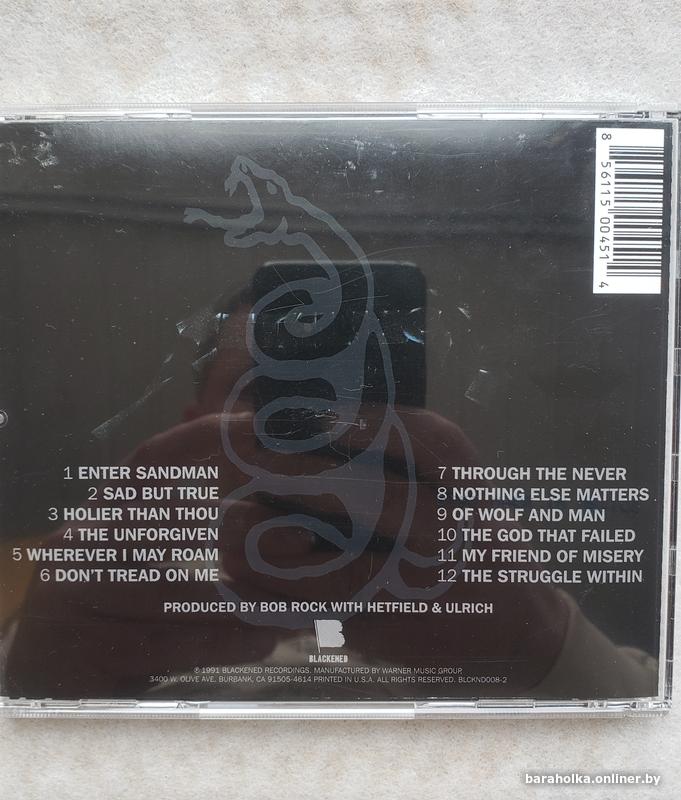 8 56115 00451 4
1 ENTER SANDMAN
2 SAD BUT TRUE
3 HOLIER THAN THOU
4 THE UNFORGIVEN
5 WHEREVER I MAY ROAM
6 DON'T TREAD ON ME
7 THROUGH THE NEVER
8 NOTHING ELSE MATTERS
9 OF WOLF AND MAN
10 THE GOD THAT FAILED
11 MY FRIEND OF MISERY
12 THE STRUGGLE WITHIN
PRODUCED BY BOB ROCK WITH HETFIELD & ULRICH
B
BLACKENED
℗ 1991 BLACKENED RECORDINGS. MANUFACTURED BY WARNER MUSIC GROUP,
3400 W. OLIVE AVE. BURBANK, CA 91505-4614 PRINTED IN U.S.A. ALL RIGHTS RESERVED. BLCKND008-2
baraholka.onliner.by